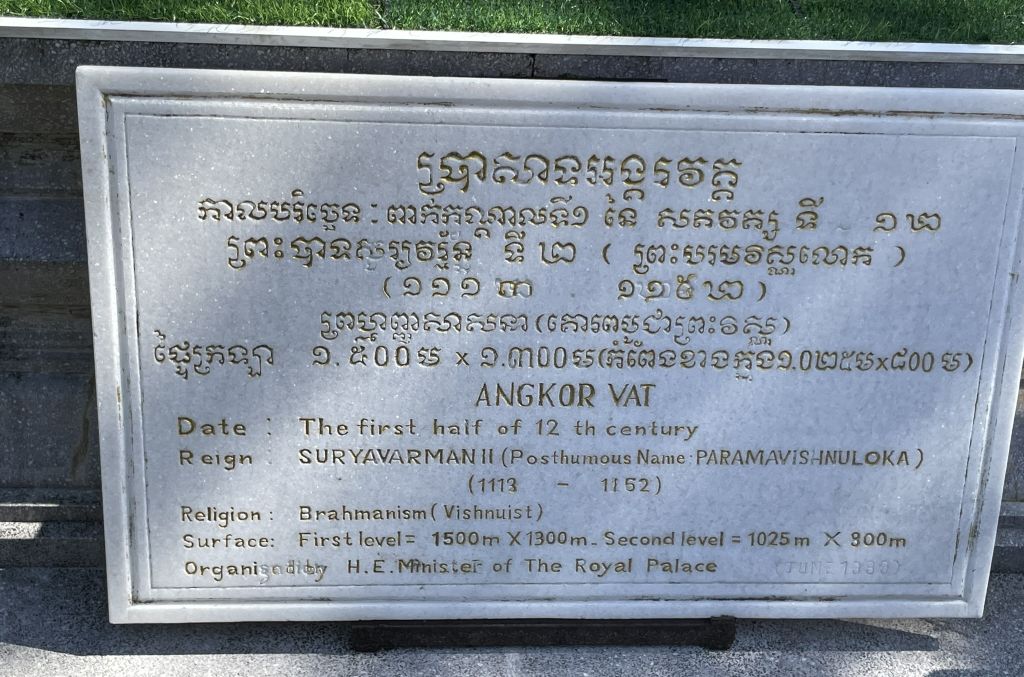 ប្រាសាទអង្គរវត្ត
កាលបរិច្ឆេទ : ពាក់កណ្ដាលទី១ នៃ សតវត្ស ទី ១២
ព្រះបាទសូរ្យវរ្ម័ន ទី ២ ( ព្រះបរមវិស្ណុលោក )
( ១១១៣ ១១៥២ )
ព្រាហ្មញ្ញសាសនា (គោរពបូជាព្រះវិស្ណុ)
ផ្ទៃក្រឡា ១.៥០០ម x ១.៣០០ម(កំពែងខាងក្នុង១.០២៥មx៨០០ម)
ANGKOR VAT
Date : The first half of 12 th century
Reign : SURYAVARMAN II (Posthumous Name: PARAMAVISHNULOKA )
(1113 - 1152)
Religion : Brahmanism ( Vishnuist )
Surface: First level = 1500m X 1300m - Second level = 1025m X 800m
Organised by H.E. Minister of The Royal Palace